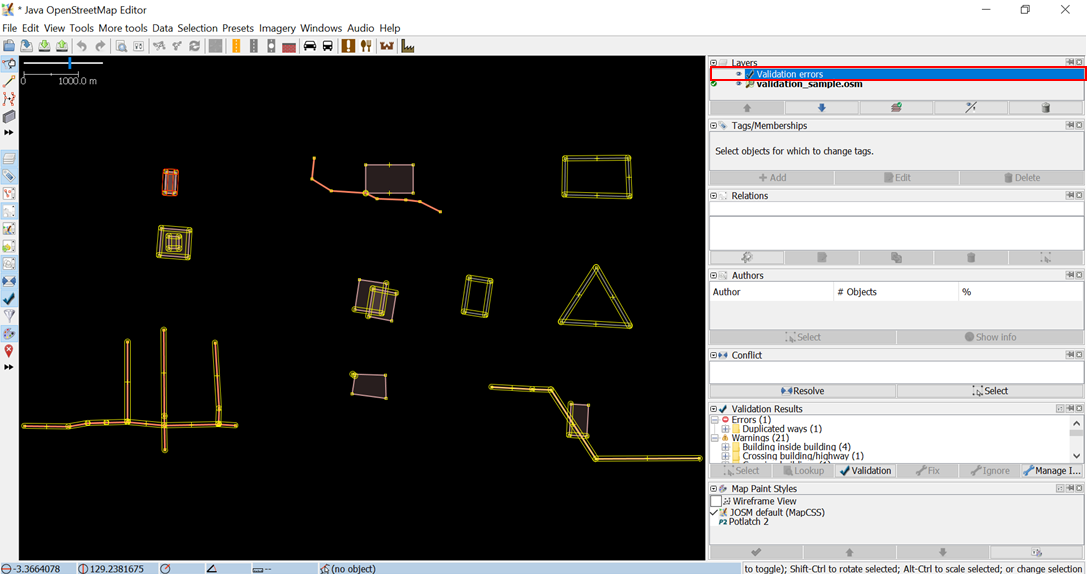 * Java OpenStreetMap Editor
File Edit View Tools More tools Data Selection Presets Imagery Windows Audio Help
0 1000.0 m
Layers
Validation errors
validation_sample.osm
Tags/Memberships
Select objects for which to change tags.
Add Edit Delete
Relations
Authors
Author # Objects %
Select Show info
Conflict
Resolve Select
Validation Results
Errors (1)
Duplicated ways (1)
Warnings (21)
Building inside building (4)
Crossing building/highway (1)
Select Lookup Validation Fix Ignore Manage I...
Map Paint Styles
Wireframe View
JOSM default (MapCSS)
P2 Potlatch 2
-3.3664078 129.2381675 -- (no object) to toggle); Shift-Ctrl to rotate selected; Alt-Ctrl to scale selected; or change selection